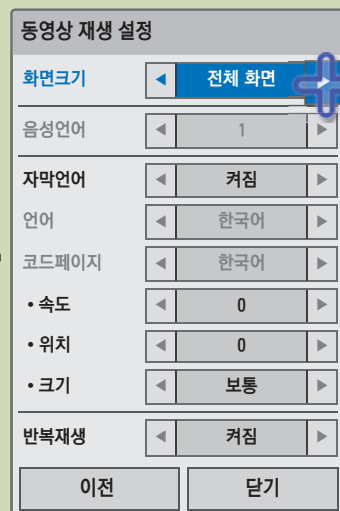 동영상 재생 설정
화면크기 ◀ 전체 화면 ▶
음성언어 ◀ 1 ▶
자막언어 ◀ 켜짐 ▶
언어 ◀ 한국어 ▶
코드페이지 ◀ 한국어 ▶
• 속도 ◀ 0 ▶
• 위치 ◀ 0 ▶
• 크기 ◀ 보통 ▶
반복재생 ◀ 켜짐 ▶
이전 닫기